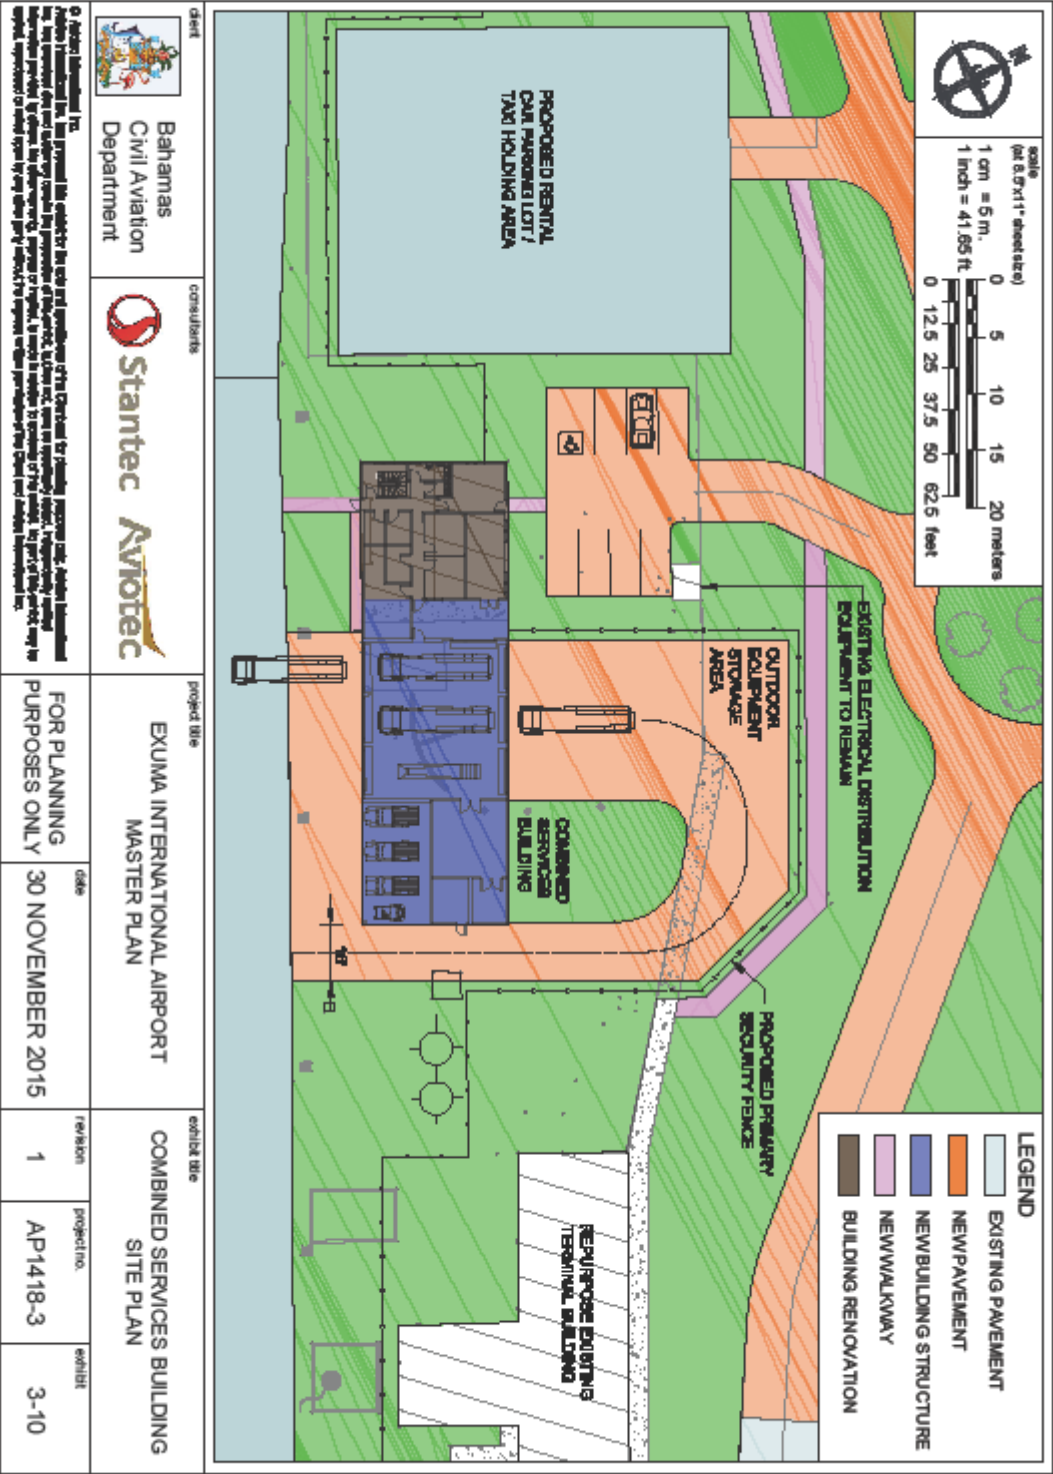 N
scale
(at 8.5"x11" sheet size)
1 cm = 5 m.
1 inch = 41.65 ft.
0 5 10 15 20 meters
0 12.5 25 37.5 50 62.5 feet
LEGEND
EXISTING PAVEMENT
NEW PAVEMENT
NEW BUILDING STRUCTURE
NEW WALKWAY
BUILDING RENOVATION
PROPOSED RENTAL
CAR PARKING LOT /
TAXI HOLDING AREA
EXISTING ELECTRICAL DISTRIBUTION
EQUIPMENT TO REMAIN
OUTDOOR
EQUIPMENT
STORAGE
AREA
COMBINED
SERVICES
BUILDING
PROPOSED PRIMARY
SECURITY FENCE
REPURPOSE EXISTING
TERMINAL BUILDING
client
Bahamas
Civil Aviation
Department
consultants
Stantec
Aviotec
project title
EXUMA INTERNATIONAL AIRPORT
MASTER PLAN
exhibit title
COMBINED SERVICES BUILDING
SITE PLAN
FOR PLANNING
PURPOSES ONLY
date
30 NOVEMBER 2015
revision
1
project no.
AP1418-3
exhibit
3-10